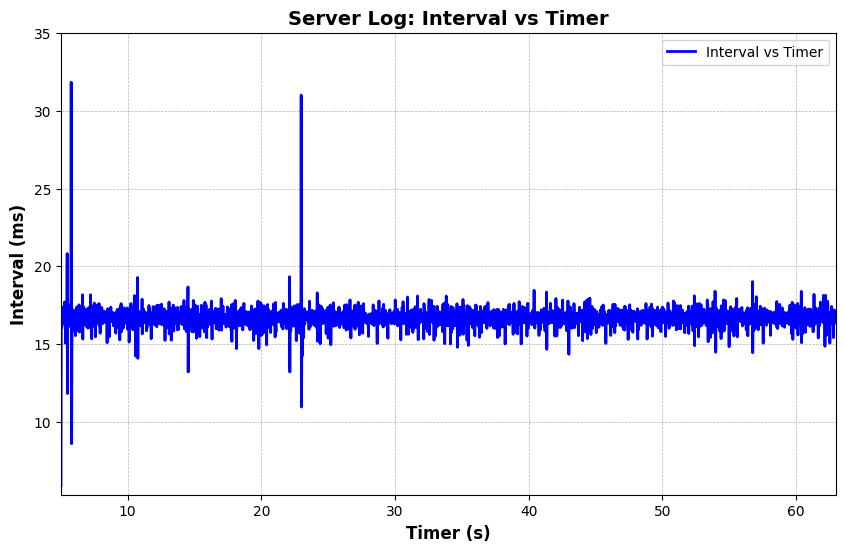 Server Log: Interval vs Timer
Interval vs Timer
35
30
25
20
15
10
Interval (ms)
10 20 30 40 50 60
Timer (s)